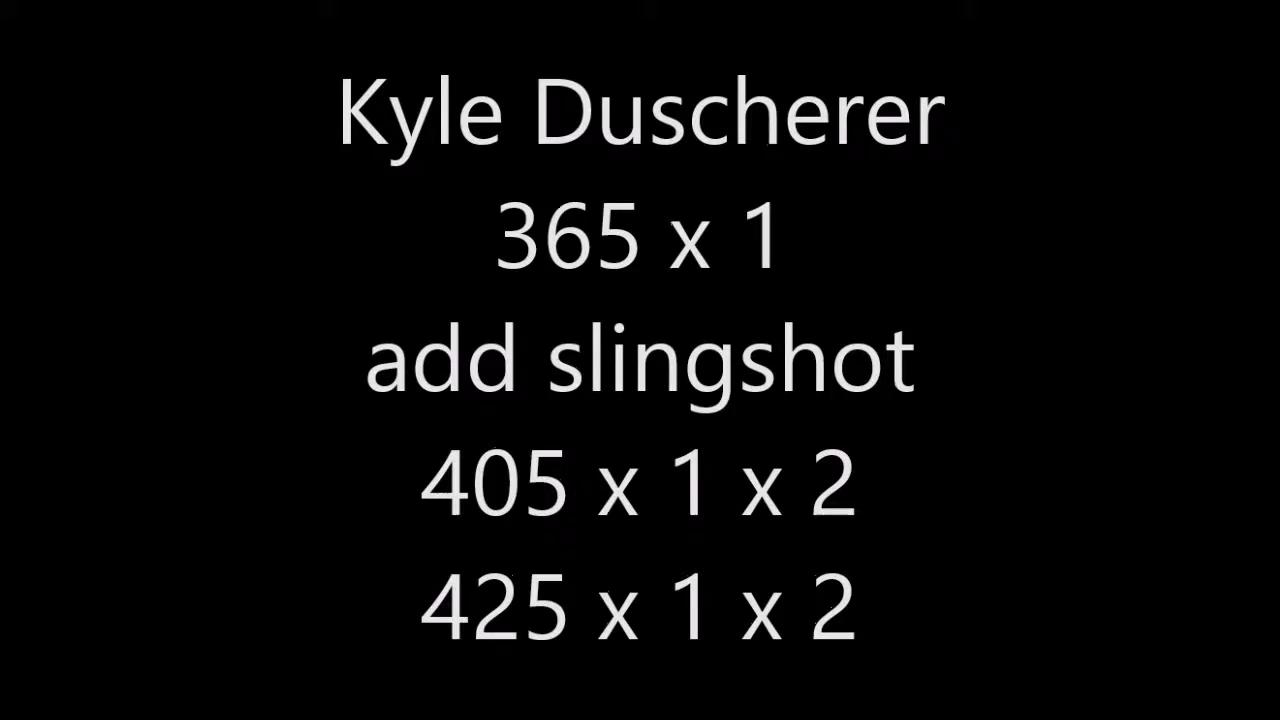 Kyle Duscherer
365 x 1
add slingshot
405 x 1 x 2
425 x 1 x 2